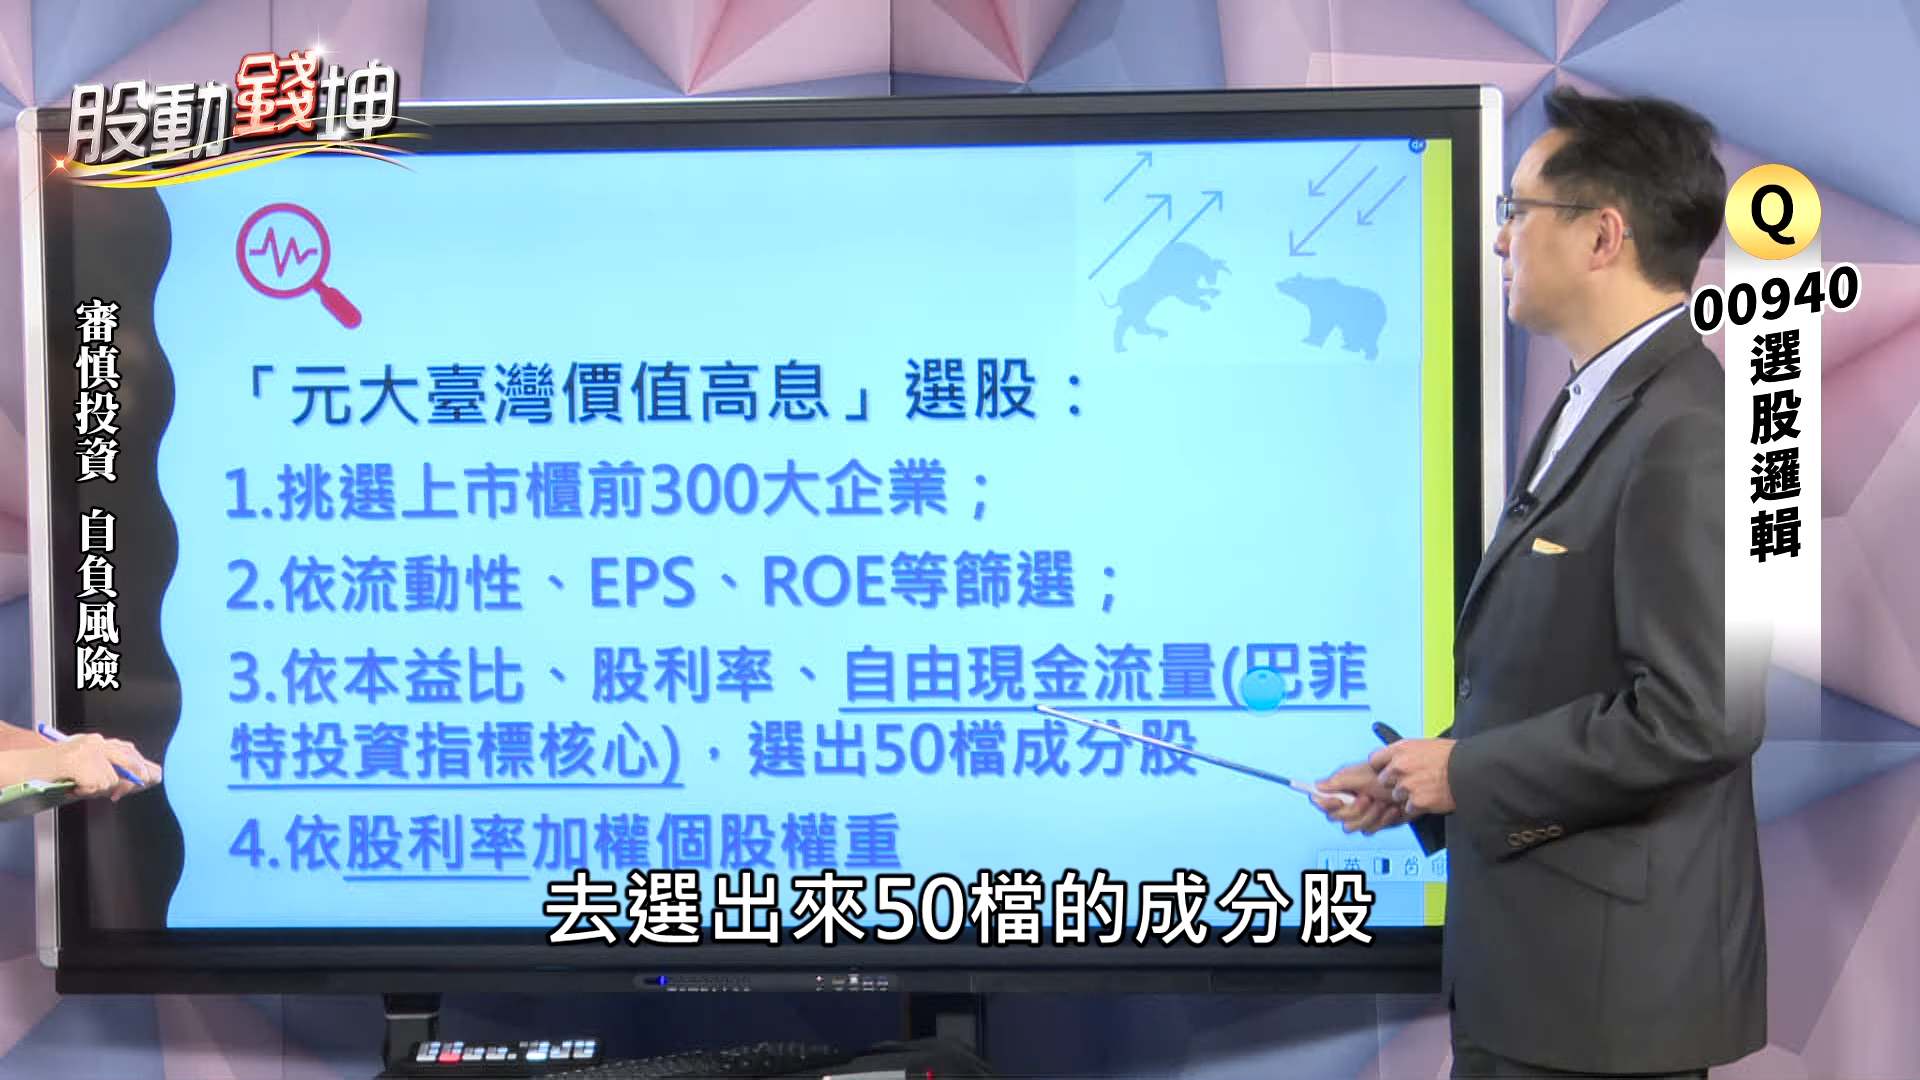 股動錢坤
審慎投資 自負風險
「元大臺灣價值高息」選股：
1.挑選上市櫃前300大企業；
2.依流動性、EPS、ROE等篩選；
3.依本益比、股利率、自由現金流量(巴菲
特投資指標核心)，選出50檔成分股
4.依股利率加權個股權重
英
去選出來50檔的成分股
Q
00940
選股邏輯